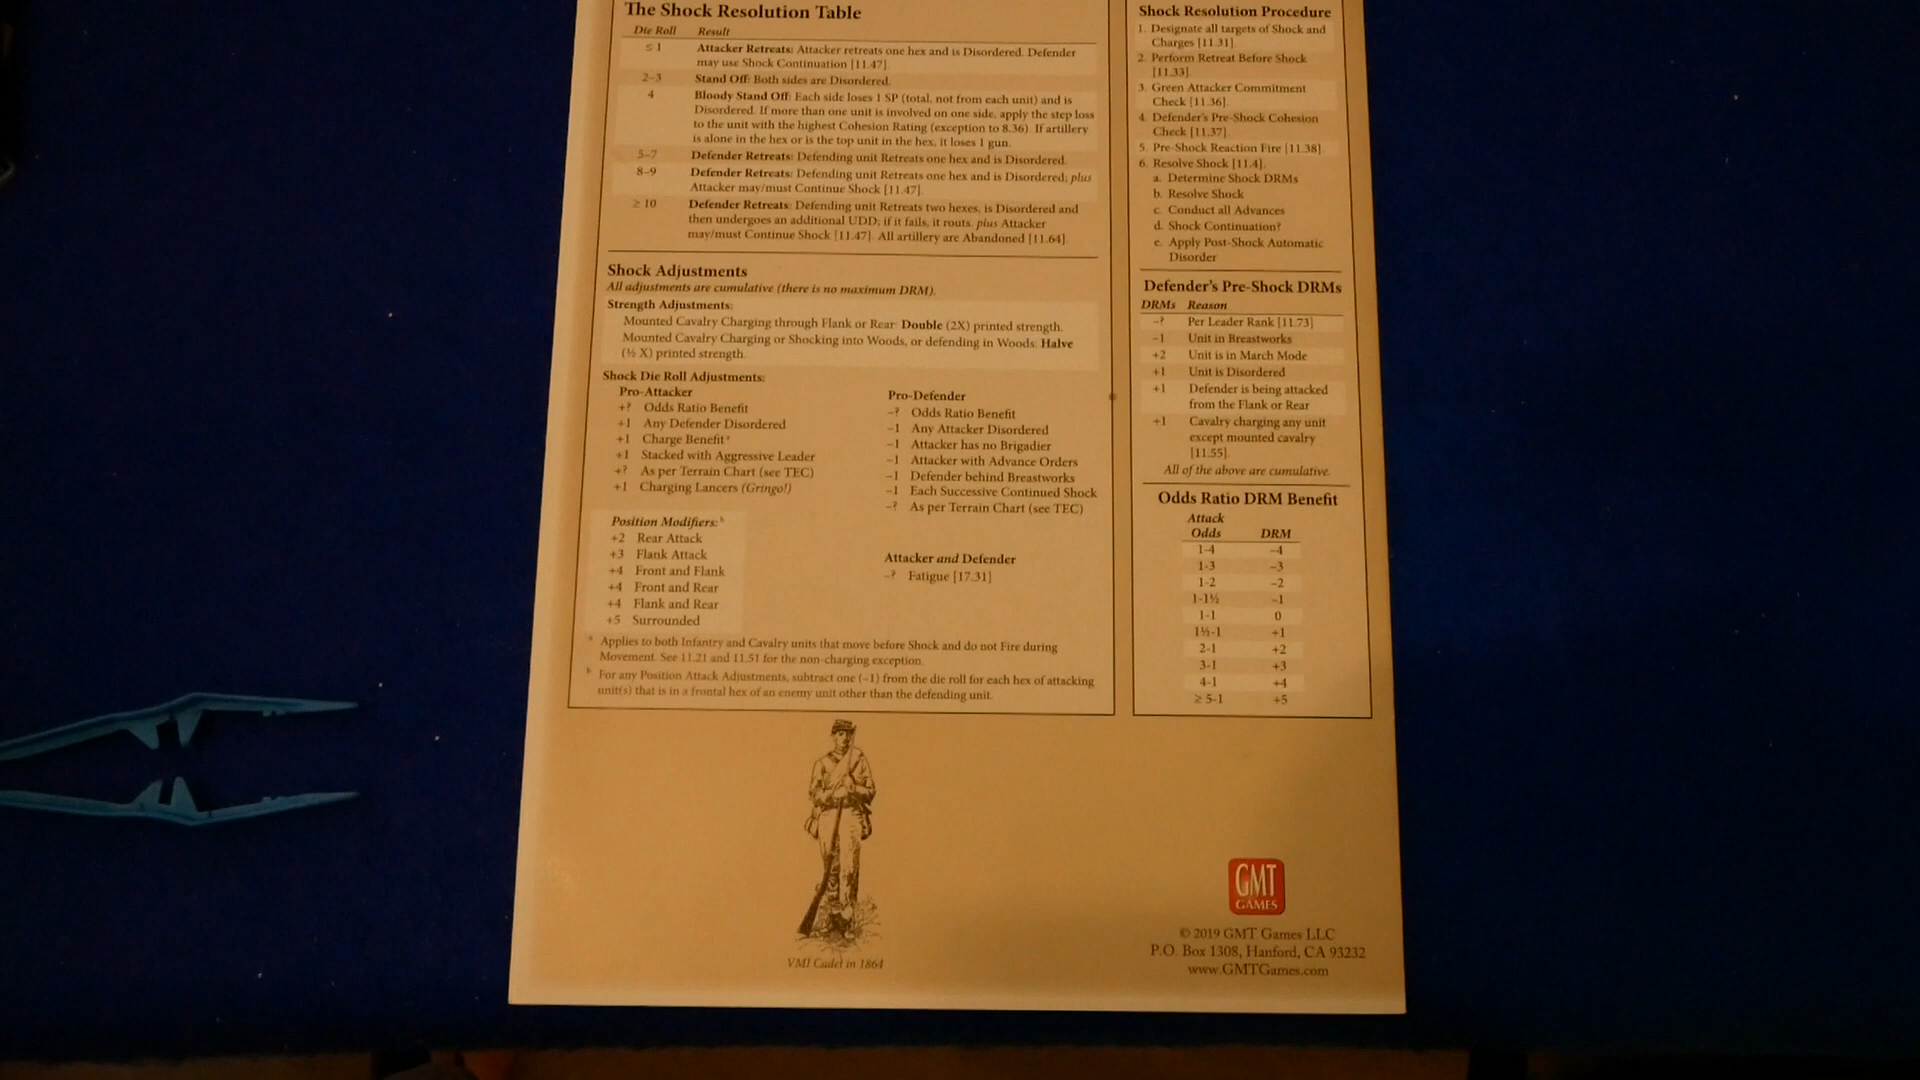 The Shock Resolution Table
Die Roll Result
≤ 1 Attacker Retreats: Attacker retreats one hex and is Disordered. Defender
may use Shock Continuation [11.47].
2–3 Stand Off: Both sides are Disordered.
4 Bloody Stand Off: Each side loses 1 SP (total, not from each unit) and is
Disordered. If more than one unit is involved on one side, apply the step loss
to the unit with the highest Cohesion Rating (exception to 8.36). If artillery
is alone in the hex or is the top unit in the hex, it loses 1 gun.
5–7 Defender Retreats: Defending unit Retreats one hex and is Disordered.
8–9 Defender Retreats: Defending unit Retreats one hex and is Disordered; plus
Attacker may/must Continue Shock [11.47].
≥ 10 Defender Retreats: Defending unit Retreats two hexes, is Disordered and
then undergoes an additional UDD; if it fails, it routs. plus Attacker
may/must Continue Shock [11.47]. All artillery are Abandoned [11.64].
Shock Adjustments
All adjustments are cumulative (there is no maximum DRM).
Strength Adjustments:
Mounted Cavalry Charging through Flank or Rear: Double (2X) printed strength.
Mounted Cavalry Charging or Shocking into Woods, or defending in Woods: Halve
(½ X) printed strength.
Shock Die Roll Adjustments:
Pro-Attacker
+? Odds Ratio Benefit
+1 Any Defender Disordered
+1 Charge Benefit a
+1 Stacked with Aggressive Leader
+? As per Terrain Chart (see TEC)
+1 Charging Lancers (Gringo!)
Position Modifiers: b
+2 Rear Attack
+3 Flank Attack
+4 Front and Flank
+4 Front and Rear
+4 Flank and Rear
+5 Surrounded
Pro-Defender
–? Odds Ratio Benefit
–1 Any Attacker Disordered
–1 Attacker has no Brigadier
–1 Attacker with Advance Orders
–1 Defender behind Breastworks
–1 Each Successive Continued Shock
–? As per Terrain Chart (see TEC)
Attacker and Defender
–? Fatigue [17.31]
a Applies to both Infantry and Cavalry units that move before Shock and do not Fire during
Movement. See 11.21 and 11.51 for the non-charging exception.
b For any Position Attack Adjustments, subtract one (–1) from the die roll for each hex of attacking
unit(s) that is in a frontal hex of an enemy unit other than the defending unit.
Shock Resolution Procedure
1. Designate all targets of Shock and
Charges [11.31].
2. Perform Retreat Before Shock
[11.33].
3. Green Attacker Commitment
Check [11.36].
4. Defender's Pre-Shock Cohesion
Check [11.37].
5. Pre-Shock Reaction Fire [11.38].
6. Resolve Shock [11.4].
a. Determine Shock DRMs
b. Resolve Shock
c. Conduct all Advances
d. Shock Continuation?
e. Apply Post-Shock Automatic
Disorder
Defender's Pre-Shock DRMs
DRMs Reason
–? Per Leader Rank [11.73]
–1 Unit in Breastworks
+2 Unit is in March Mode
+1 Unit is Disordered
+1 Defender is being attacked
from the Flank or Rear
+1 Cavalry charging any unit
except mounted cavalry
[11.55].
All of the above are cumulative.
Odds Ratio DRM Benefit
Attack
Odds DRM
1-4 –4
1-3 –3
1-2 –2
1-1½ –1
1-1 0
1½-1 +1
2-1 +2
3-1 +3
4-1 +4
≥ 5-1 +5
VMI Cadet in 1864
GMT
GAMES
© 2019 GMT Games LLC
P.O. Box 1308, Hanford, CA 93232
www.GMTGames.com